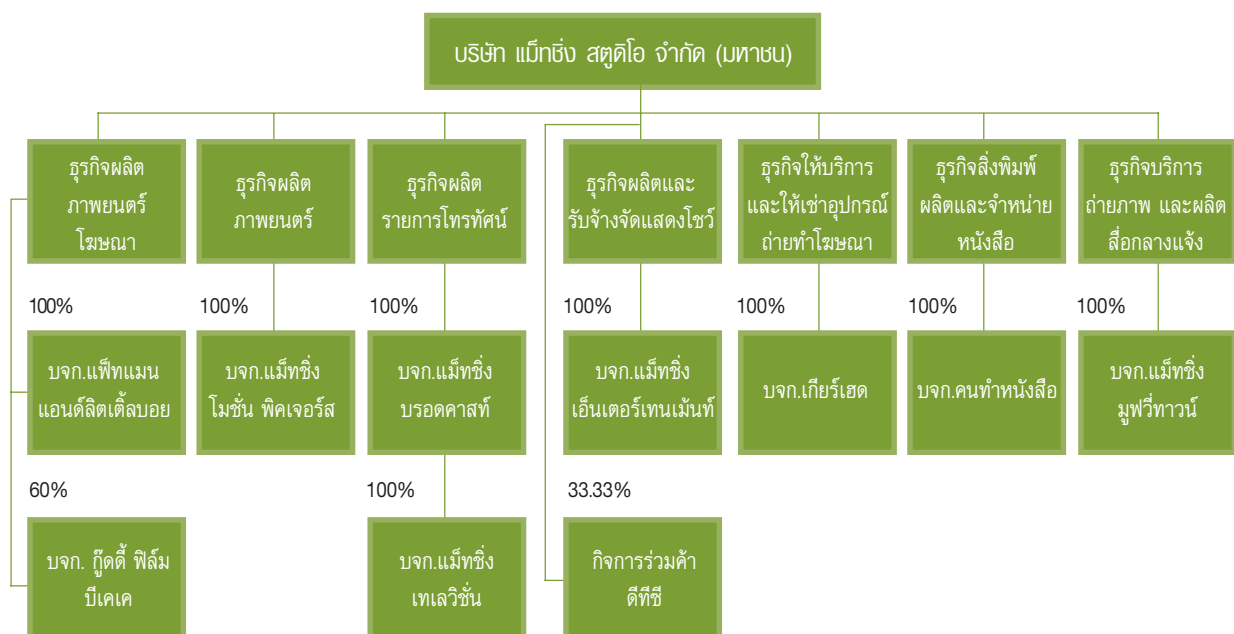 บริษัท แม็ทชิ่ง สตูดิโอ จำกัด (มหาชน)
ธุรกิจผลิต
ภาพยนตร์
โฆษณา
ธุรกิจผลิต
ภาพยนตร์
ธุรกิจผลิต
รายการโทรทัศน์
ธุรกิจผลิตและ
รับจ้างจัดแสดงโชว์
ธุรกิจให้บริการ
และให้เช่าอุปกรณ์
ถ่ายทำโฆษณา
ธุรกิจสิ่งพิมพ์
ผลิตและจำหน่าย
หนังสือ
ธุรกิจบริการ
ถ่ายภาพ และผลิต
สื่อกลางแจ้ง
100%
100%
100%
100%
100%
100%
100%
บจก.แฟ็ทแมน
แอนด์ลิตเติ้ลบอย
บจก.แม็ทชิ่ง
โมชั่น พิคเจอร์ส
บจก.แม็ทชิ่ง
บรอดคาสท์
บจก.แม็ทชิ่ง
เอ็นเตอร์เทนเม้นท์
บจก.เกียร์เฮด
บจก.คนทำหนังสือ
บจก.แม็ทชิ่ง
มูฟวี่ทาวน์
60%
100%
33.33%
บจก. กู๊ดดี้ ฟิล์ม
บีเคเค
บจก.แม็ทชิ่ง
เทเลวิชั่น
กิจการร่วมค้า
ดีทีซี